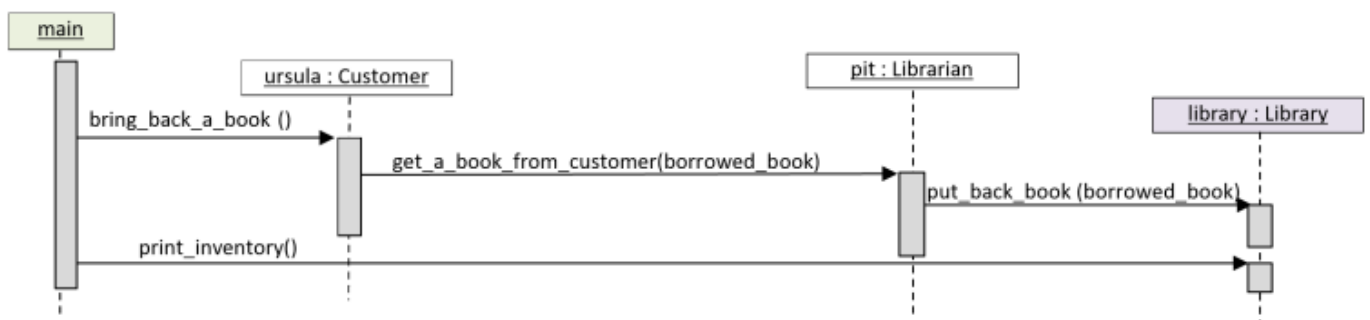 main
ursula : Customer
pit : Librarian
library : Library
bring_back_a_book ()
get_a_book_from_customer(borrowed_book)
put_back_book (borrowed_book)
print_inventory()